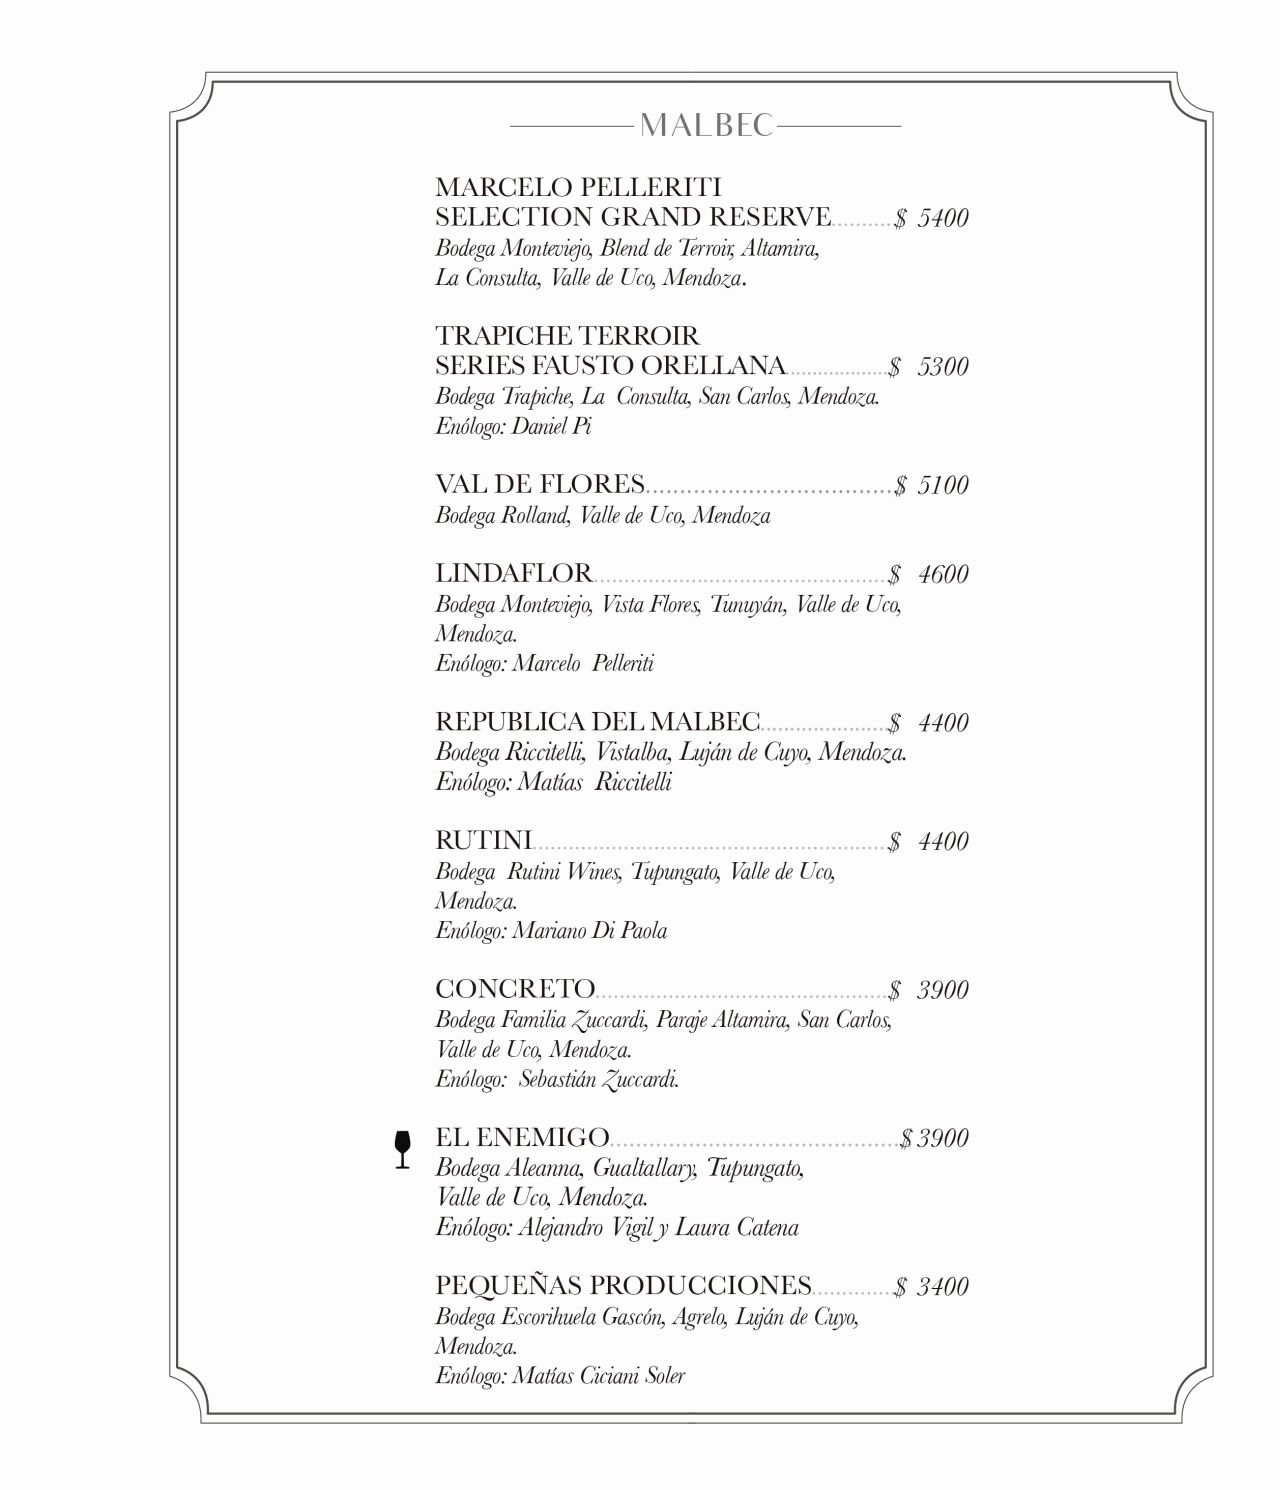 MALBEC
MARCELO PELLERITI
SELECTION GRAND RESERVE..........$ 5400
Bodega Monteviejo, Blend de Terroir, Altamira,
La Consulta, Valle de Uco, Mendoza.
TRAPICHE TERROIR
SERIES FAUSTO ORELLANA..................$ 5300
Bodega Trapiche, La Consulta, San Carlos, Mendoza.
Enólogo: Daniel Pi
VAL DE FLORES....................................$ 5100
Bodega Rolland, Valle de Uco, Mendoza
LINDAFLOR...............................................$ 4600
Bodega Monteviejo, Vista Flores, Tunuyán, Valle de Uco,
Mendoza.
Enólogo: Marcelo Pelleriti
REPUBLICA DEL MALBEC.....................$ 4400
Bodega Riccitelli, Vistalba, Luján de Cuyo, Mendoza.
Enólogo: Matías Riccitelli
RUTINI....................................................$ 4400
Bodega Rutini Wines, Tupungato, Valle de Uco,
Mendoza.
Enólogo: Mariano Di Paola
CONCRETO..............................................$ 3900
Bodega Familia Zuccardi, Paraje Altamira, San Carlos,
Valle de Uco, Mendoza.
Enólogo: Sebastián Zuccardi.
EL ENEMIGO..........................................$ 3900
Bodega Aleanna, Gualtallary, Tupungato,
Valle de Uco, Mendoza.
Enólogo: Alejandro Vigil y Laura Catena
PEQUEÑAS PRODUCCIONES.............$ 3400
Bodega Escorihuela Gascón, Agrelo, Luján de Cuyo,
Mendoza.
Enólogo: Matías Ciciani Soler